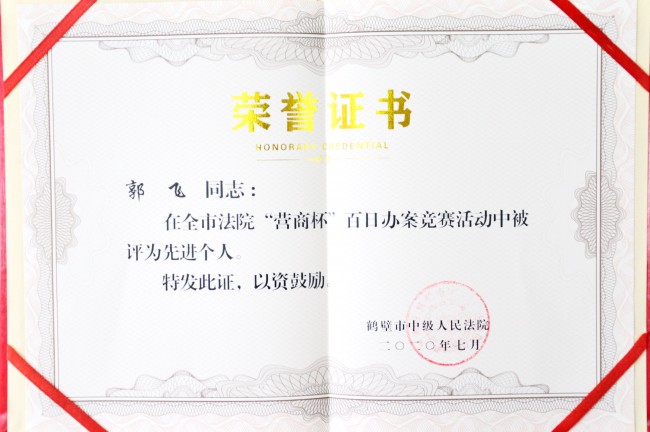 荣誉证书
HONORARY CREDENTIAL
郭 飞 同志：
在全市法院“营商杯”百日办案竞赛活动中被
评为先进个人。
特发此证，以资鼓励。
鹤壁市中级人民法院
二〇二〇年七月